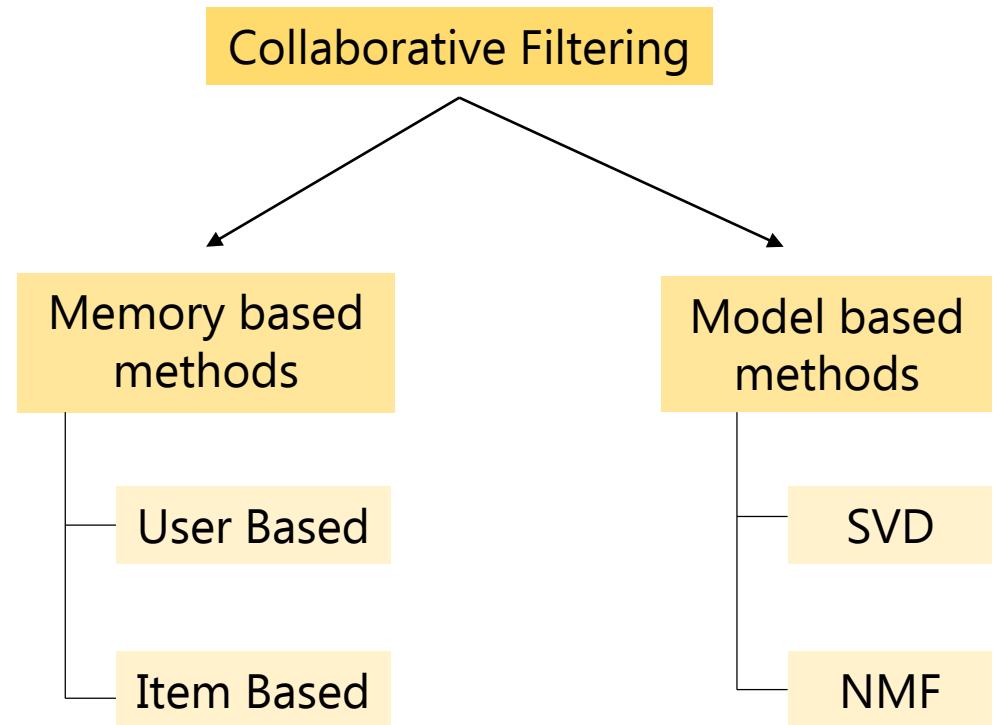 Collaborative Filtering
Memory based
methods
Model based
methods
User Based
SVD
Item Based
NMF